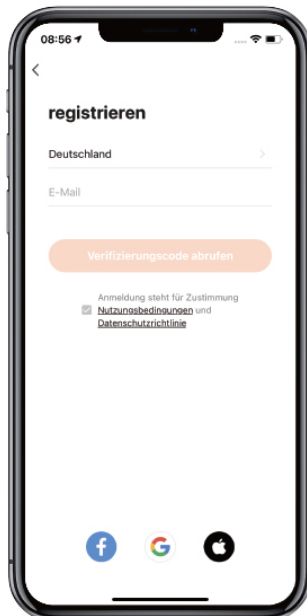 08:56
registrieren
Deutschland
E-Mail
Verifizierungscode abrufen
Anmeldung steht für Zustimmung
Nutzungsbedingungen und
Datenschutzrichtlinie